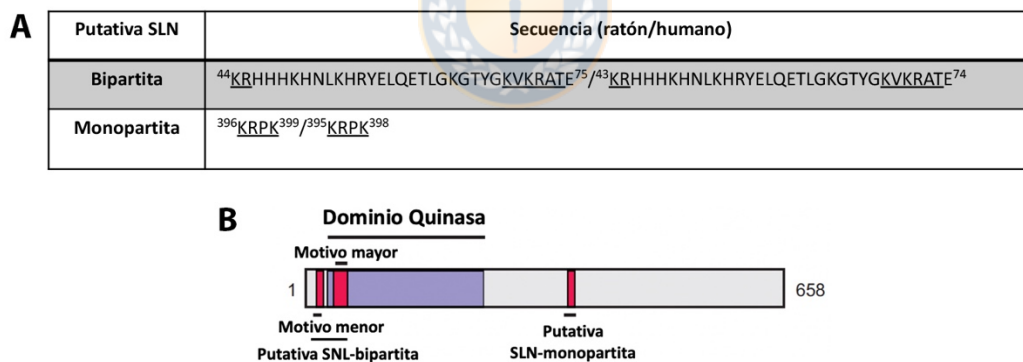 A
Putativa SLN Secuencia (ratón/humano)
Bipartita ⁴⁴KRHHHKHNLKHRYELQETLGKGTYGKVKRATE⁷⁵/⁴³KRHHHKHNLKHRYELQETLGKGTYGKVKRATE⁷⁴
Monopartita ³⁹⁶KRPK³⁹⁹/³⁹⁵KRPK³⁹⁸
B
Dominio Quinasa
Motivo mayor
1 658
Motivo menor
Putativa SNL-bipartita
Putativa
SLN-monopartita